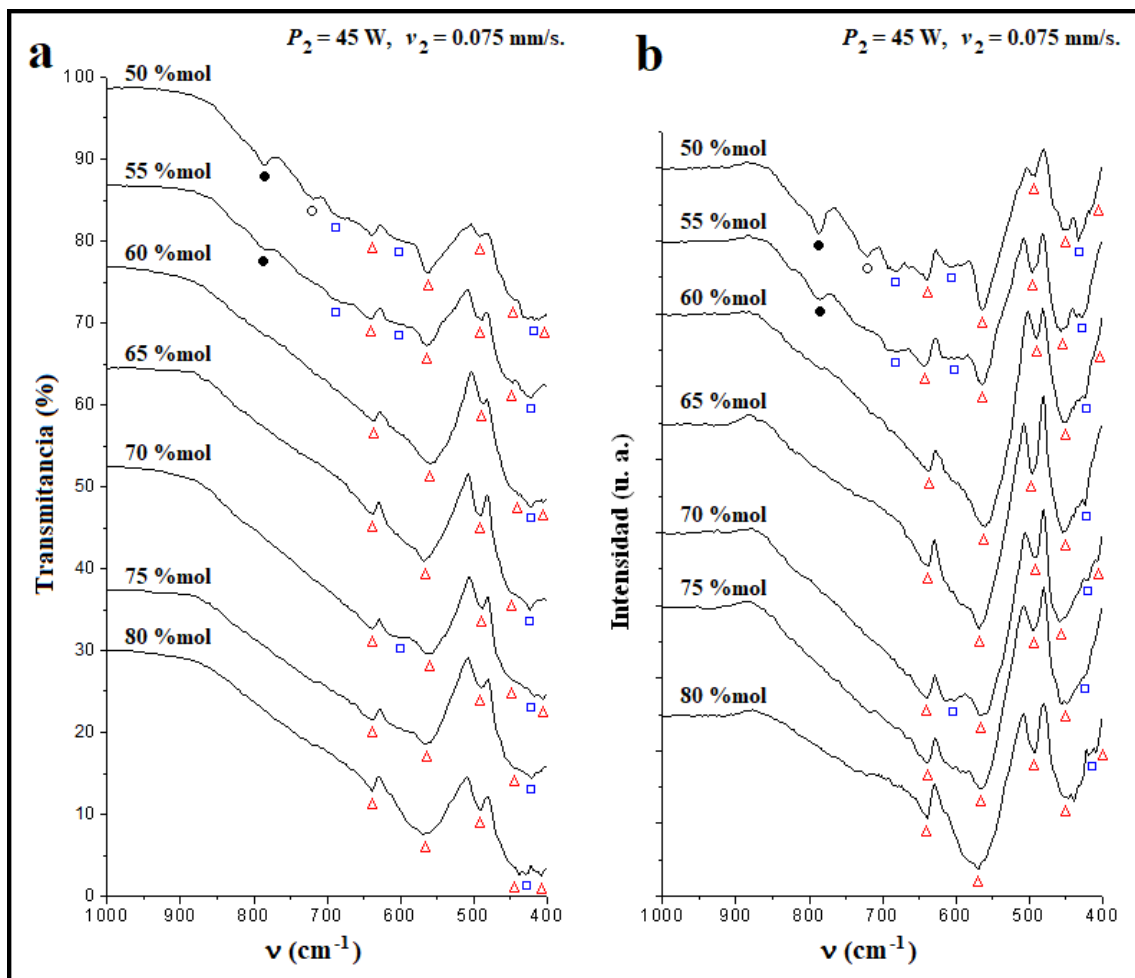 a
P₂ = 45 W, v₂ = 0.075 mm/s.
50 %mol
55 %mol
60 %mol
65 %mol
70 %mol
75 %mol
80 %mol
Transmitancia (%)
100
90
80
70
60
50
40
30
20
10
0
1000 900 800 700 600 500 400
ν (cm⁻¹)
b
P₂ = 45 W, v₂ = 0.075 mm/s.
50 %mol
55 %mol
60 %mol
65 %mol
70 %mol
75 %mol
80 %mol
Intensidad (u. a.)
1000 900 800 700 600 500 400
ν (cm⁻¹)